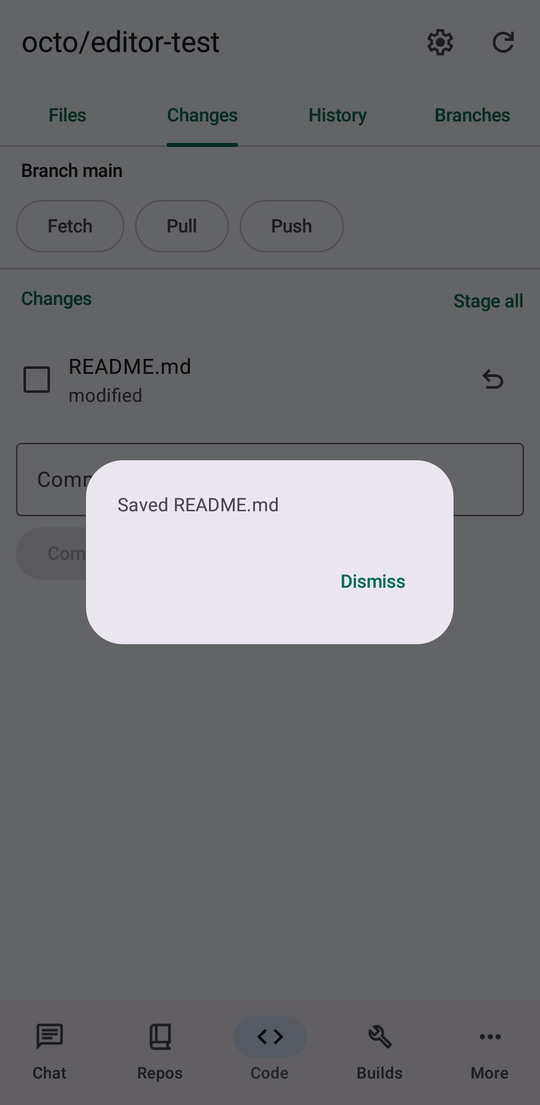 octo/editor-test
Files Changes History Branches
Branch main
Fetch Pull Push
Changes Stage all
README.md
modified
Saved README.md
Dismiss
Chat Repos Code Builds More